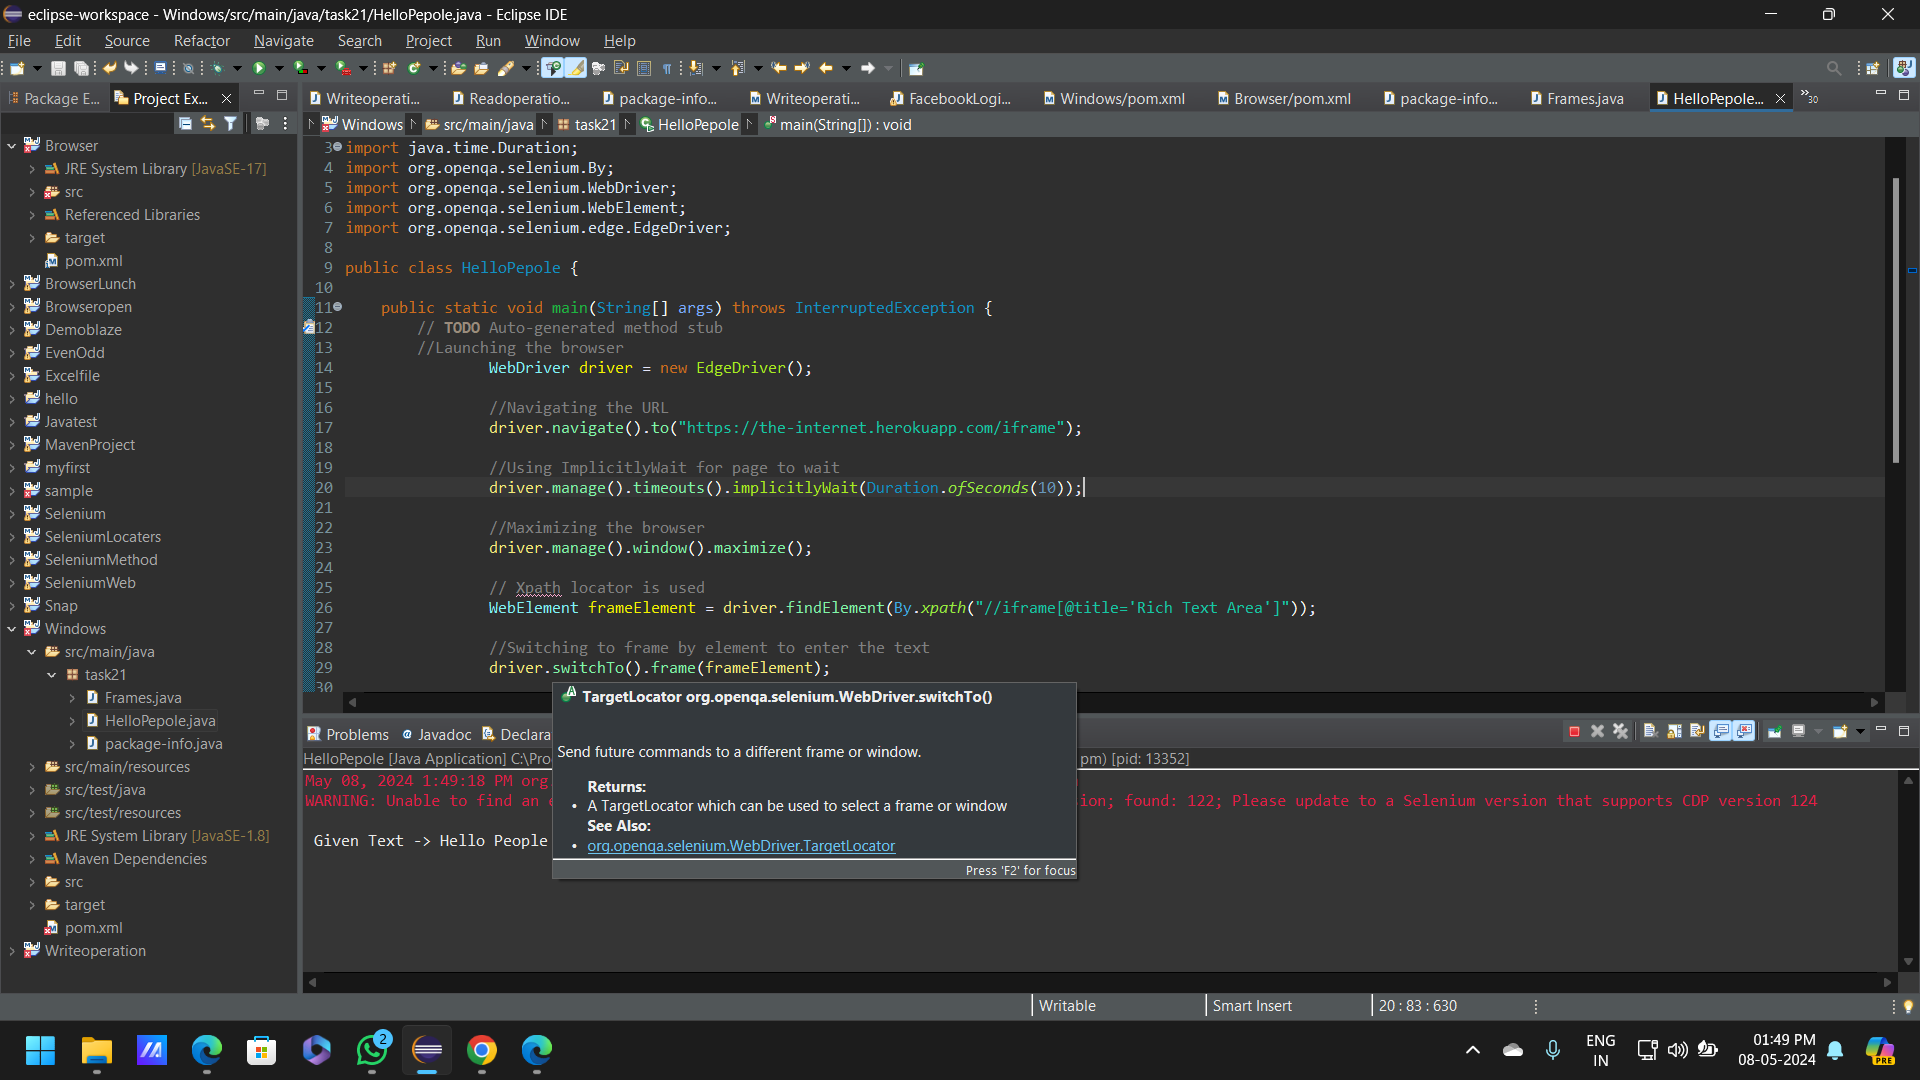 eclipse-workspace - Windows/src/main/java/task21/HelloPepole.java - Eclipse IDE
File Edit Source Refactor Navigate Search Project Run Window Help
Package E... Project Ex...
Writeoperati... Readoperatio... package-info... Writeoperati... FacebookLogi... Windows/pom.xml Browser/pom.xml package-info... Frames.java HelloPepole... 30
Windows src/main/java task21 HelloPepole main(String[]) : void
Browser
JRE System Library [JavaSE-17]
src
Referenced Libraries
target
pom.xml
BrowserLunch
Browseropen
Demoblaze
EvenOdd
Excelfile
hello
Javatest
MavenProject
myfirst
sample
Selenium
SeleniumLocaters
SeleniumMethod
SeleniumWeb
Snap
Windows
src/main/java
task21
Frames.java
HelloPepole.java
package-info.java
src/main/resources
src/test/java
src/test/resources
JRE System Library [JavaSE-1.8]
Maven Dependencies
src
target
pom.xml
Writeoperation
3 import java.time.Duration;
4 import org.openqa.selenium.By;
5 import org.openqa.selenium.WebDriver;
6 import org.openqa.selenium.WebElement;
7 import org.openqa.selenium.edge.EdgeDriver;
8
9 public class HelloPepole {
10
11 public static void main(String[] args) throws InterruptedException {
12 // TODO Auto-generated method stub
13 //Launching the browser
14 WebDriver driver = new EdgeDriver();
15
16 //Navigating the URL
17 driver.navigate().to("https://the-internet.herokuapp.com/iframe");
18
19 //Using ImplicitlyWait for page to wait
20 driver.manage().timeouts().implicitlyWait(Duration.ofSeconds(10));
21
22 //Maximizing the browser
23 driver.manage().window().maximize();
24
25 // Xpath locator is used
26 WebElement frameElement = driver.findElement(By.xpath("//iframe[@title='Rich Text Area']"));
27
28 //Switching to frame by element to enter the text
29 driver.switchTo().frame(frameElement);
30
TargetLocator org.openqa.selenium.WebDriver.switchTo()
Send future commands to a different frame or window.
Returns:
• A TargetLocator which can be used to select a frame or window
See Also:
• org.openqa.selenium.WebDriver.TargetLocator
Press 'F2' for focus
Problems Javadoc Declara
HelloPepole [Java Application] C:\Pro pm) [pid: 13352]
May 08, 2024 1:49:18 PM org
WARNING: Unable to find an ion; found: 122; Please update to a Selenium version that supports CDP version 124
Given Text -> Hello People
Writable Smart Insert 20 : 83 : 630
2
ENG
IN
01:49 PM
08-05-2024
PRE